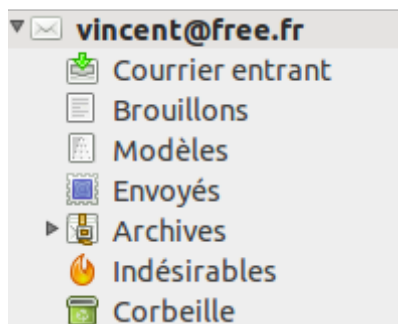 vincent@free.fr
Courrier entrant
Brouillons
Modèles
Envoyés
Archives
Indésirables
Corbeille